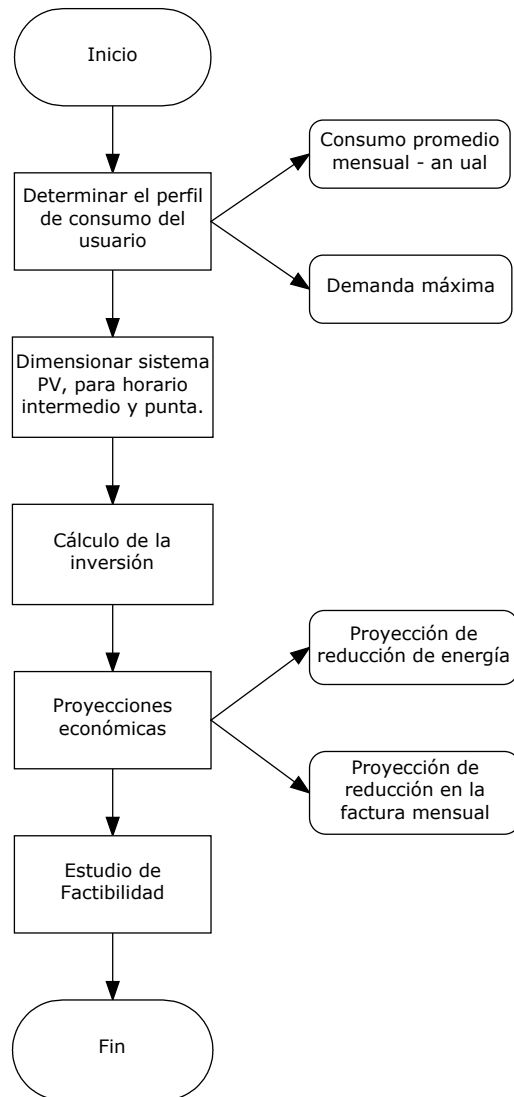 Inicio
Consumo promedio
mensual - an ual
Determinar el perfil
de consumo del
usuario
Demanda máxima
Dimensionar sistema
PV, para horario
intermedio y punta.
Cálculo de la
inversión
Proyección de
reducción de energía
Proyecciones
económicas
Proyección de
reducción en la
factura mensual
Estudio de
Factibilidad
Fin